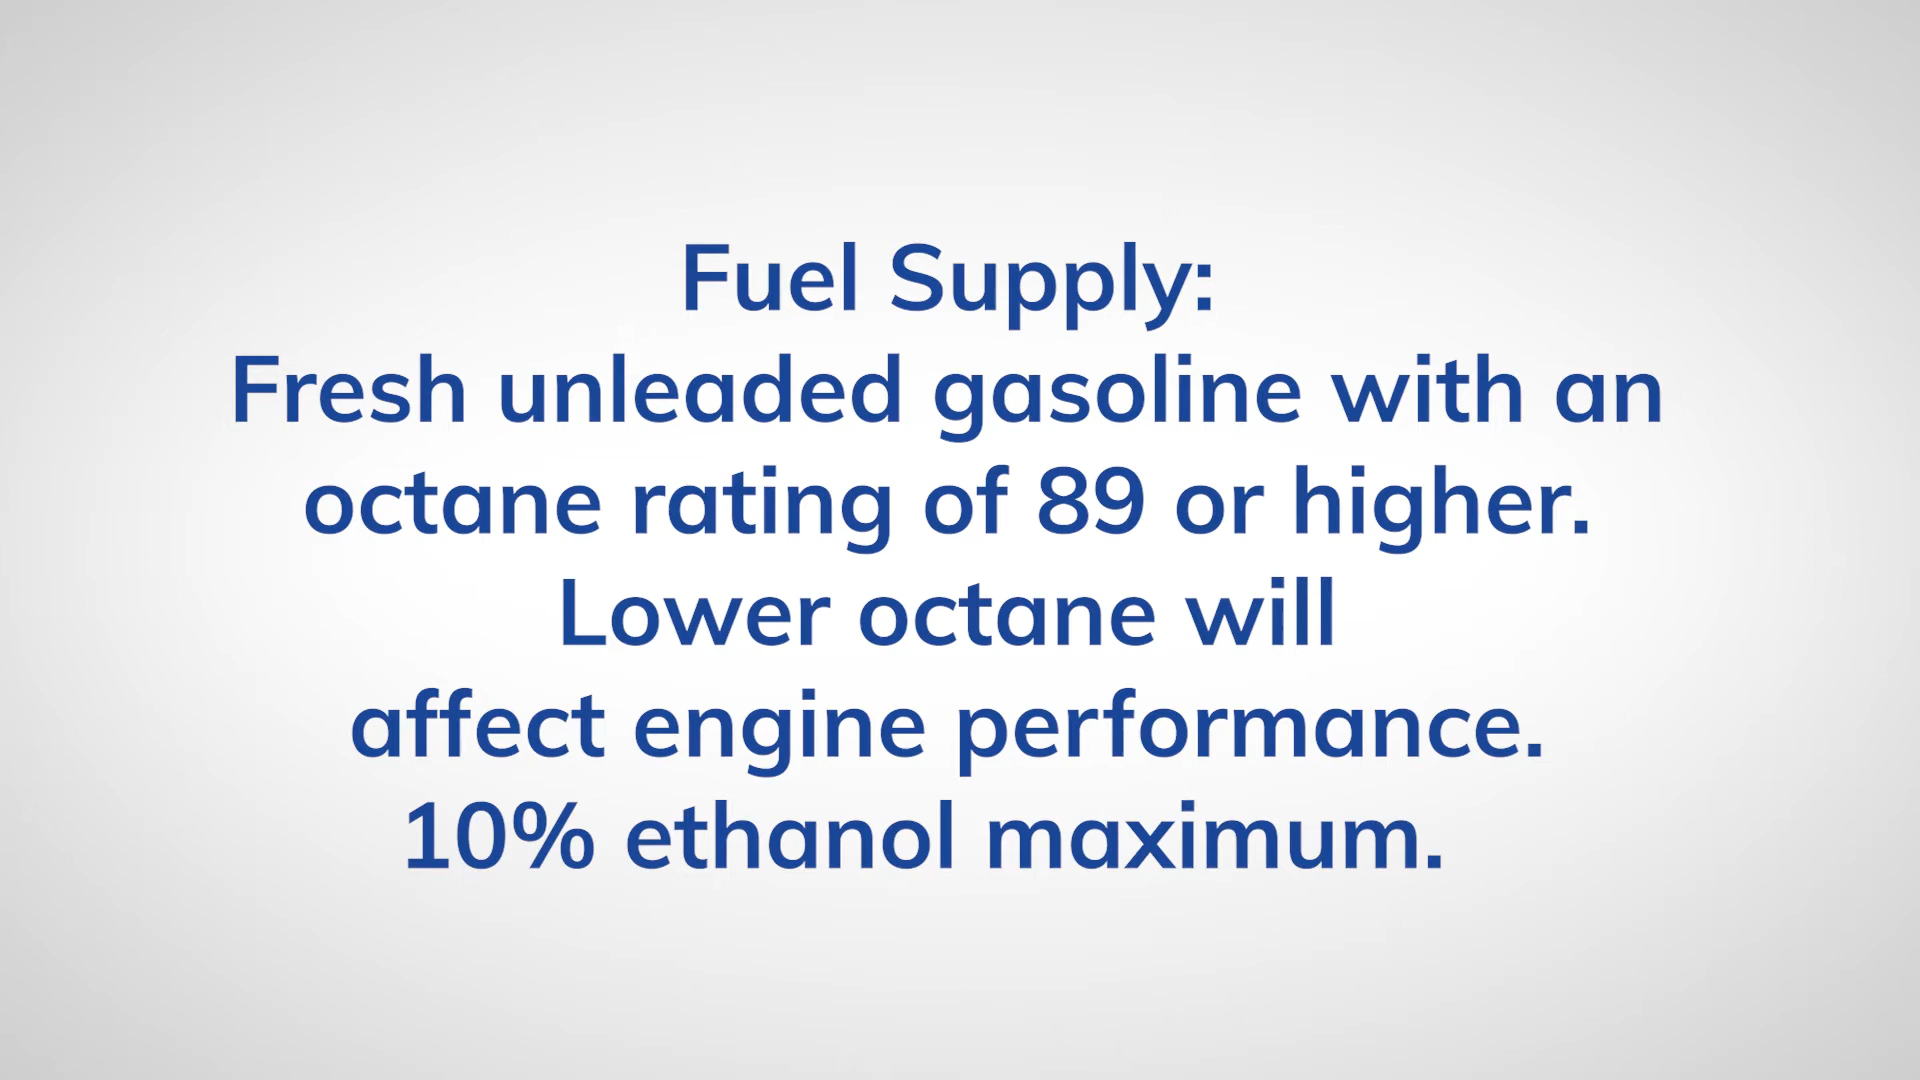 Fuel Supply:
Fresh unleaded gasoline with an
octane rating of 89 or higher.
Lower octane will
affect engine performance.
10% ethanol maximum.